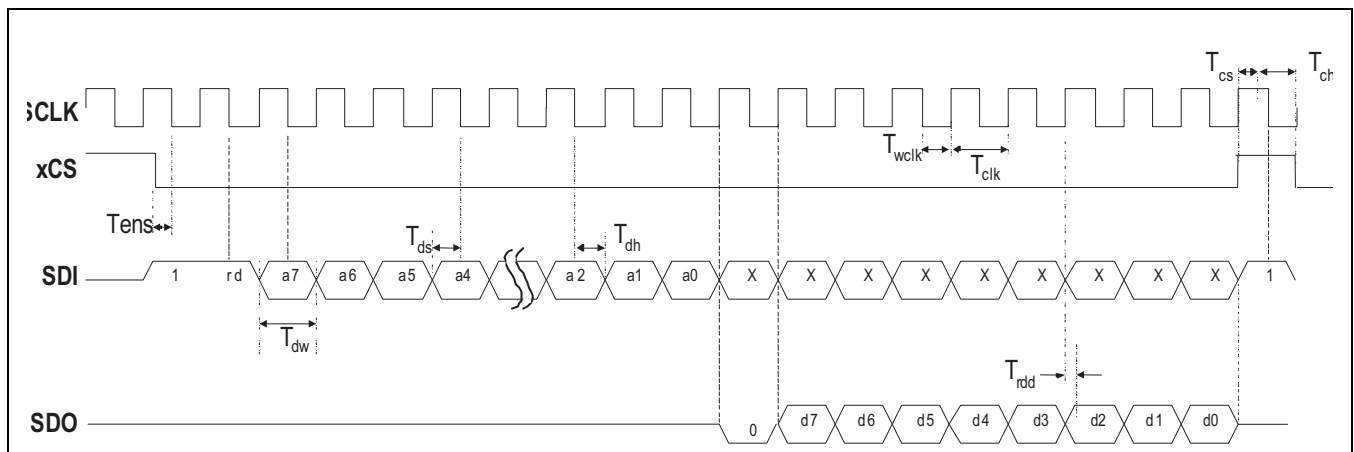 Tcs Tch
SCLK
xCS
Twclk Tclk
Tens
Tds Tdh
SDI 1 rd a7 a6 a5 a4 a2 a1 a0 X X X X X X X X X 1
Tdw
Trdd
SDO 0 d7 d6 d5 d4 d3 d2 d1 d0